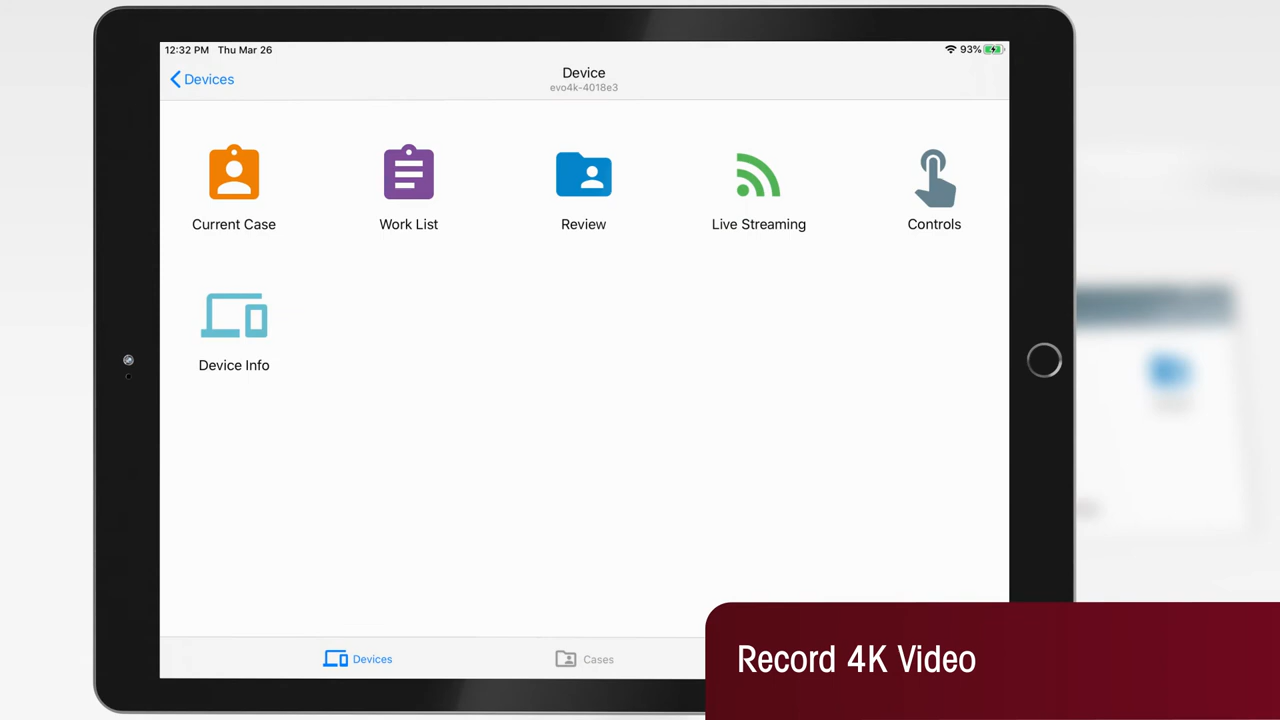 12:32 PM Thu Mar 26
93%
Devices
Device
evo4k-4018e3
Current Case
Work List
Review
Live Streaming
Controls
Device Info
Devices
Cases
Record 4K Video